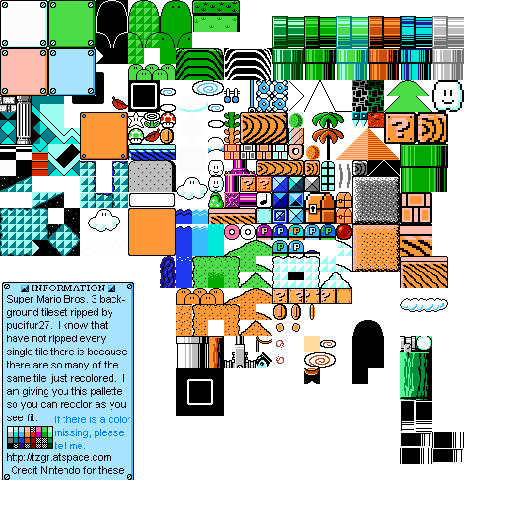 INFORMATION
Super Mario Bros. 3 back-
ground tileset ripped by
pucifur27. I know that
have not ripped every
single tile there is because
there are so many of the
same tile just recolored. I
am giving you this pallette
so you can recolor as you
see fit. If there is a color
missing, please
tel me.
http://tzgr.atspace.com
Credit Nintendo for these
? ?
P P P P
P P P
? ? ? ? ?